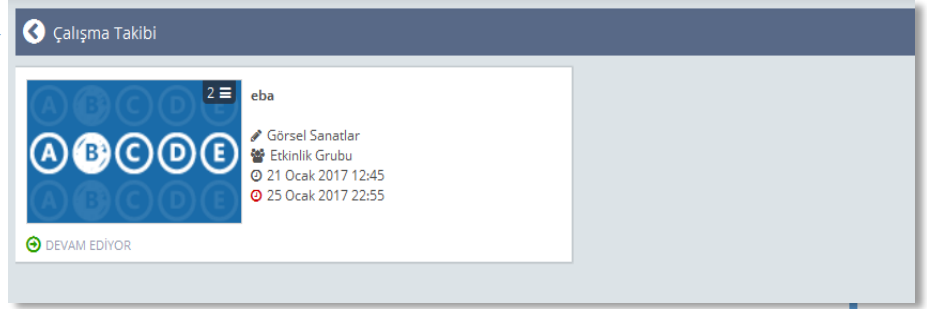 Çalışma Takibi
2
A B C D E
A B C D E
A B C D E
eba
Görsel Sanatlar
Etkinlik Grubu
21 Ocak 2017 12:45
25 Ocak 2017 22:55
DEVAM EDİYOR